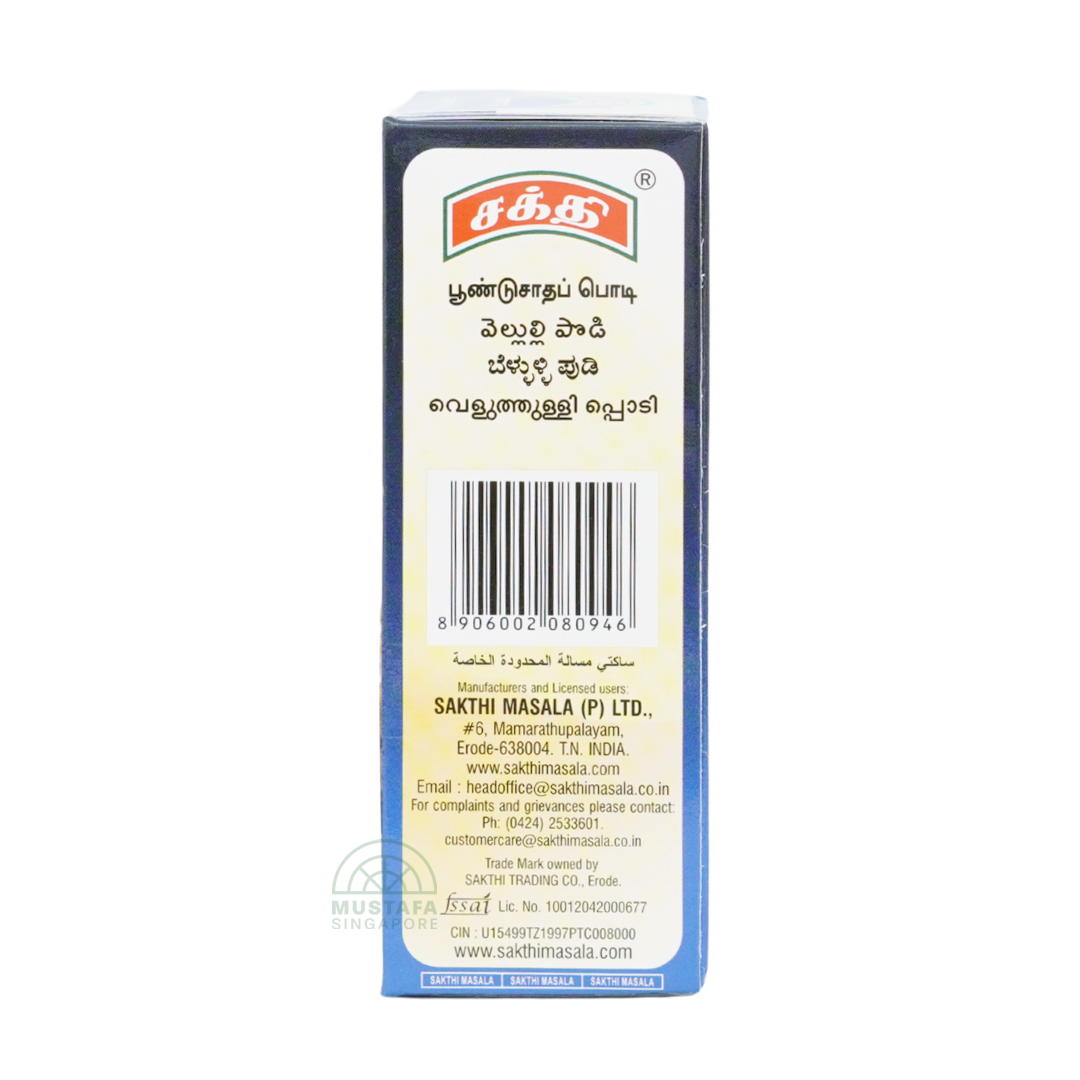 சக்தி ®
பூண்டுசாதப் பொடி
వెల్లుల్లి పొడి
ಬೆಳ್ಳುಳ್ಳಿ ಪುಡಿ
വെളുത്തുള്ളി പ്പൊടി
8 906002 080946
ساكتي مسالة المحدودة الخاصة
Manufacturers and Licensed users:
SAKTHI MASALA (P) LTD.,
#6, Mamarathupalayam,
Erode-638004. T.N. INDIA.
www.sakthimasala.com
Email : headoffice@sakthimasala.co.in
For complaints and grievances please contact:
Ph: (0424) 2533601.
customercare@sakthimasala.co.in
Trade Mark owned by
SAKTHI TRADING CO., Erode.
fssai Lic. No. 10012042000677
MUSTAFA
SINGAPORE
CIN : U15499TZ1997PTC008000
www.sakthimasala.com
SAKTHI MASALA SAKTHI MASALA SAKTHI MASALA